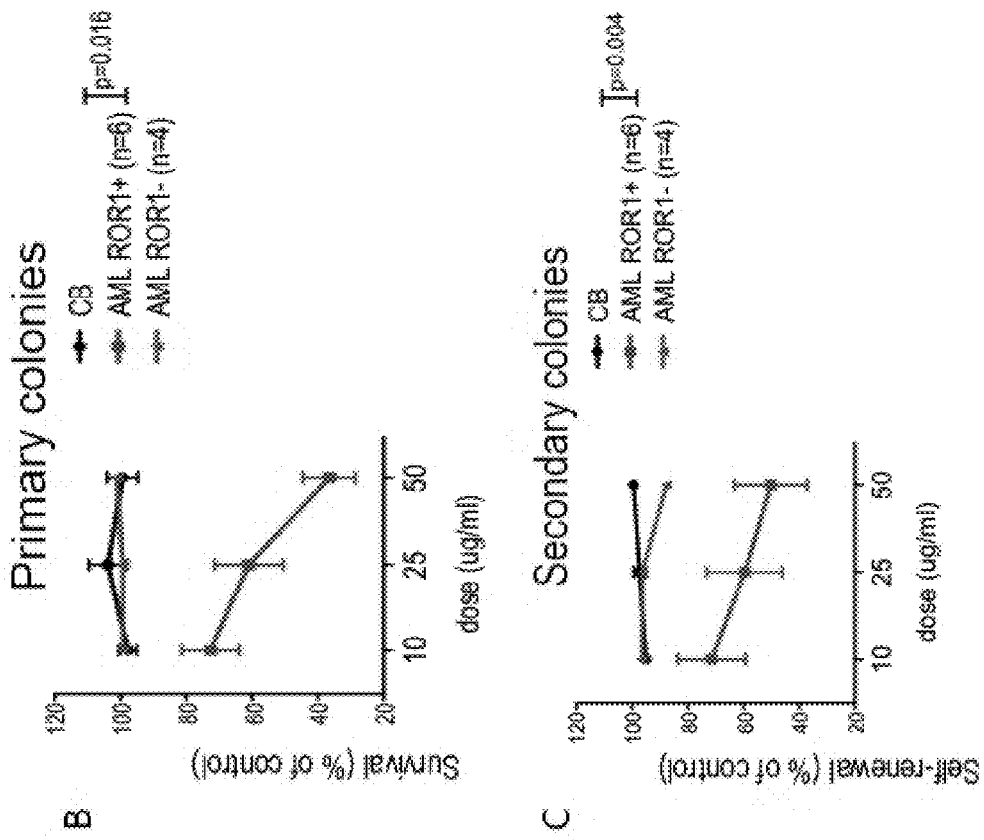 B
Primary colonies
CB
AML ROR1+ (n=6)
AML ROR1- (n=4)
p=0.016
Survival (% of control)
120
100
80
60
40
20
10
25
50
dose (ug/ml)
C
Secondary colonies
CB
AML ROR1+ (n=6)
AML ROR1- (n=4)
p=0.004
Self-renewal (% of control)
120
100
80
60
40
20
10
25
50
dose (ug/ml)